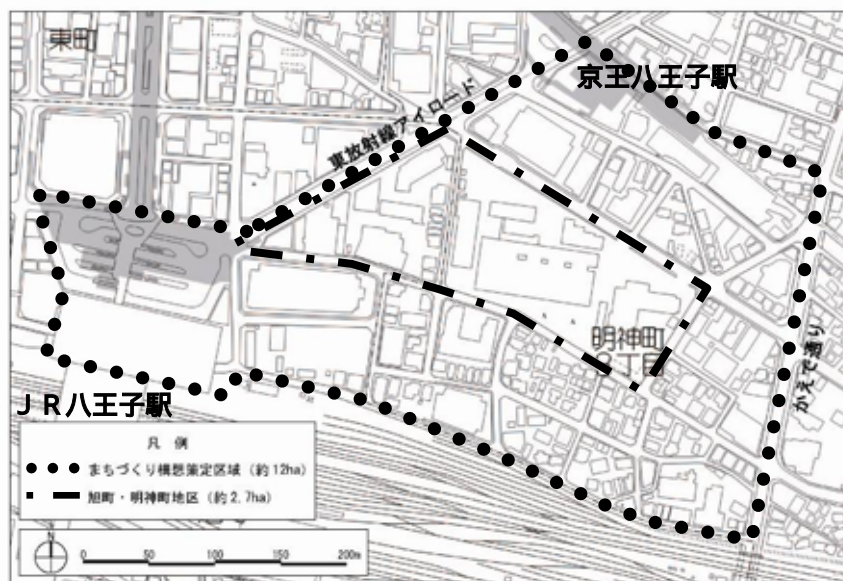 東町
京王八王子駅
東放射線アイロード
明神町
3丁目
かえで通り
JR八王子駅
凡 例
まちづくり構想策定区域 (約12ha)
旭町・明神町地区 (約2.7ha)
N
0 50 100 150 200m